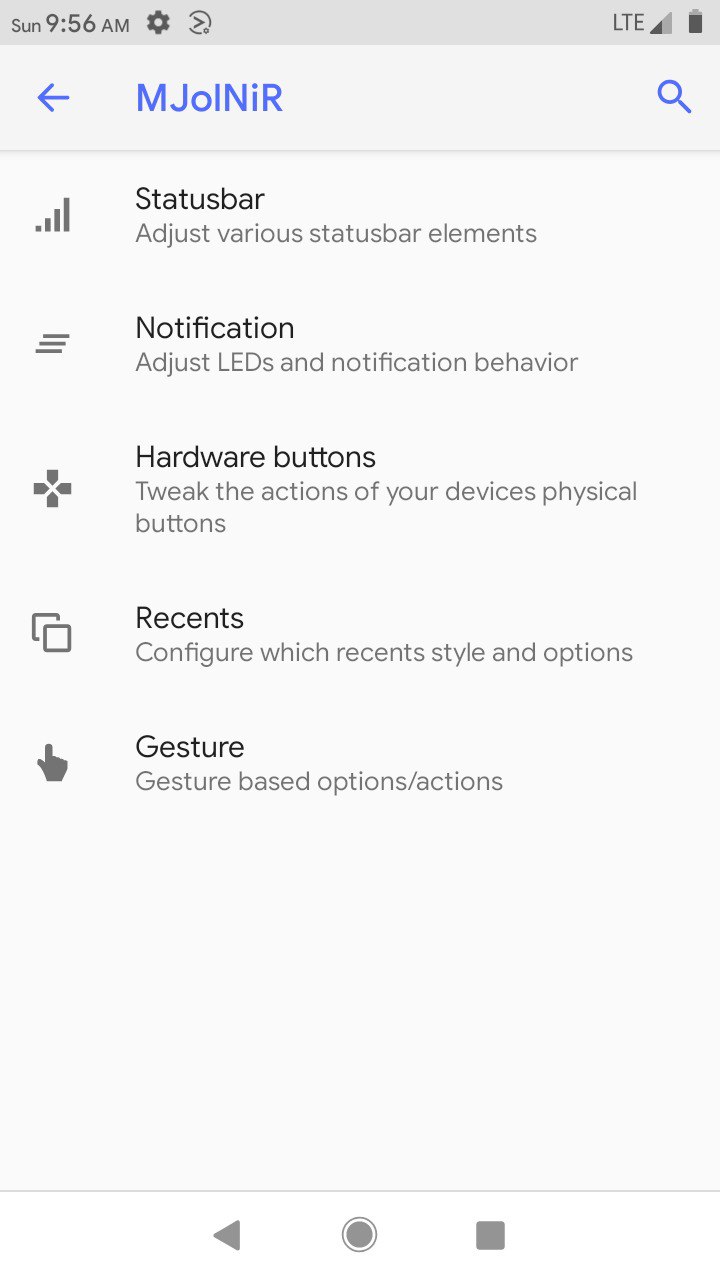 Sun 9:56 AM LTE
MJolNiR
Statusbar
Adjust various statusbar elements
Notification
Adjust LEDs and notification behavior
Hardware buttons
Tweak the actions of your devices physical
buttons
Recents
Configure which recents style and options
Gesture
Gesture based options/actions